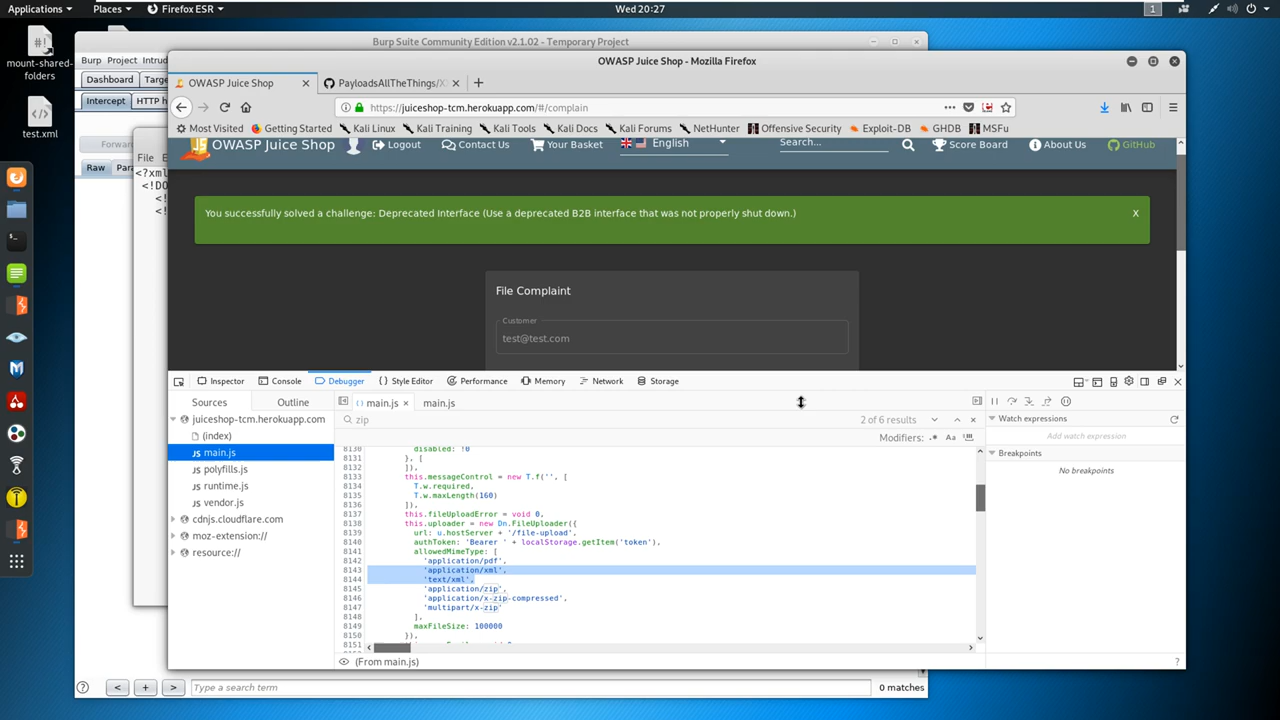 Applications
Places
Firefox ESR
Wed 20:27
1
mount-shared-
folders
test.xml
Burp Suite Community Edition v2.1.02 - Temporary Project
Burp Project Intrud
Dashboard Targe
Intercept HTTP h
Forwar
Raw Para
File E
<?xml
<!DO
<!
<!
OWASP Juice Shop - Mozilla Firefox
OWASP Juice Shop
PayloadsAllTheThings/X
https://juiceshop-tcm.herokuapp.com/#/complain
Most Visited Getting Started Kali Linux Kali Training Kali Tools Kali Docs Kali Forums NetHunter Offensive Security Exploit-DB GHDB MSFu
OWASP Juice Shop Logout Contact Us Your Basket English Search... Score Board About Us GitHub
You successfully solved a challenge: Deprecated Interface (Use a deprecated B2B interface that was not properly shut down.)
X
File Complaint
Customer
test@test.com
Inspector Console Debugger Style Editor Performance Memory Network Storage
Sources Outline
main.js main.js
juiceshop-tcm.herokuapp.com
(index)
main.js
polyfills.js
runtime.js
vendor.js
cdnjs.cloudflare.com
moz-extension://
resource://
zip
2 of 6 results
Modifiers: .* Aa
8130 disabled: !0
8131 }, [
8132 ]),
8133 this.messageControl = new T.f('', [
8134 T.w.required,
8135 T.w.maxLength(160)
8136 ]),
8137 this.fileUploadError = void 0,
8138 this.uploader = new Dn.FileUploader({
8139 url: u.hostServer + '/file-upload',
8140 authToken: 'Bearer ' + localStorage.getItem('token'),
8141 allowedMimeType: [
8142 'application/pdf',
8143 'application/xml',
8144 'text/xml',
8145 'application/zip',
8146 'application/x-zip-compressed',
8147 'multipart/x-zip'
8148 ],
8149 maxFileSize: 100000
8150 }),
8151
(From main.js)
Watch expressions
Add watch expression
Breakpoints
No breakpoints
?
? < + > Type a search term 0 matches